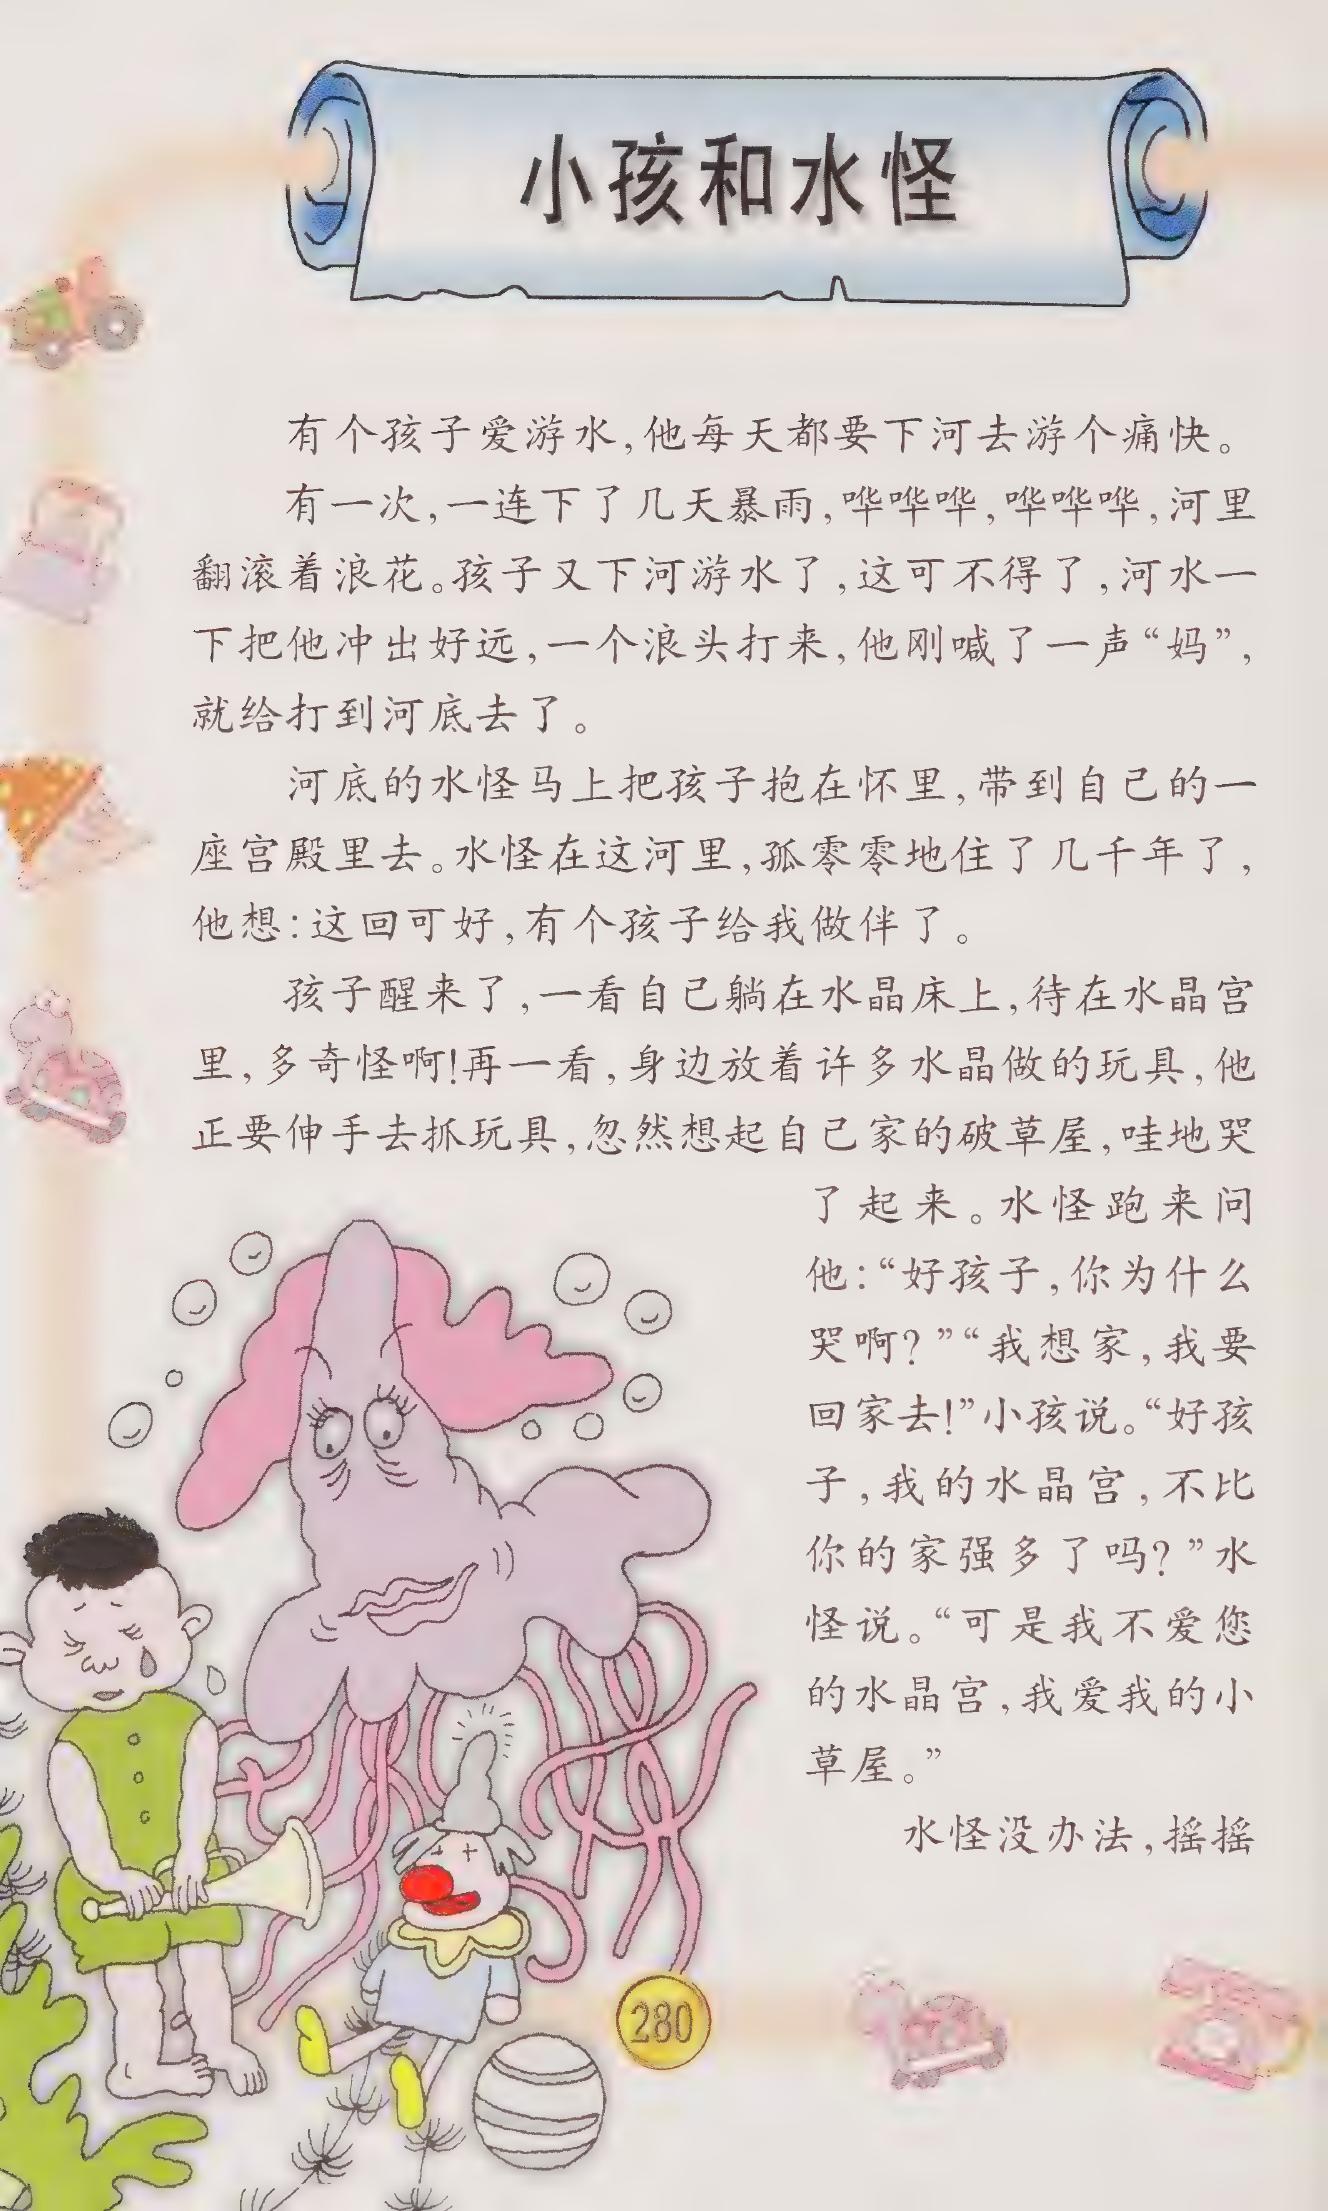 小孩和水怪
有个孩子爱游水,他每天都要下河去游个痛快。
有一次,一连下了几天暴雨,哗哗哗,哗哗哗,河里
翻滚着浪花。孩子又下河游水了,这可不得了,河水一
下把他冲出好远,一个浪头打来,他刚喊了一声“妈”,
就给打到河底去了。
河底的水怪马上把孩子抱在怀里,带到自己的一
座宫殿里去。水怪在这河里,孤零零地住了几千年了,
他想:这回可好,有个孩子给我做伴了。
孩子醒来了,一看自己躺在水晶床上,待在水晶宫
里,多奇怪啊!再一看,身边放着许多水晶做的玩具,他
正要伸手去抓玩具,忽然想起自己家的破草屋,哇地哭
了起来。水怪跑来问
他:“好孩子,你为什么
哭啊?”“我想家,我要
回家去!”小孩说。“好孩
子,我的水晶宫,不比
你的家强多了吗?”水
怪说。“可是我不爱您
的水晶宫,我爱我的小
草屋。”
水怪没办法,摇摇
280